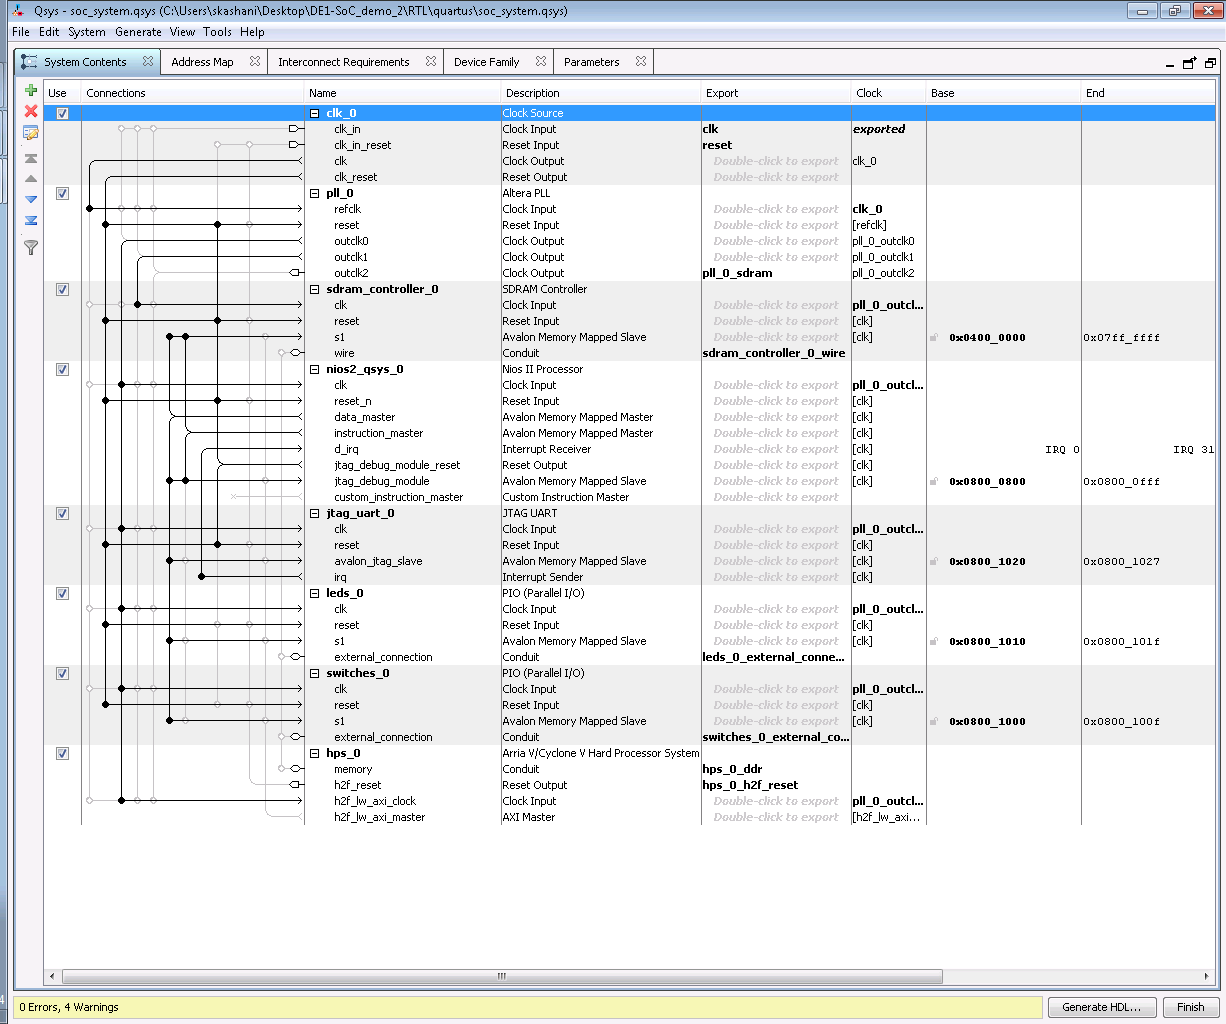 Qsys - soc_system.qsys (C:\Users\skashani\Desktop\DE1-SoC_demo_2\RTL\quartus\soc_system.qsys)
File Edit System Generate View Tools Help
System Contents Address Map Interconnect Requirements Device Family Parameters
Use Connections Name Description Export Clock Base End
clk_0 Clock Source
clk_in Clock Input clk exported
clk_in_reset Reset Input reset
clk Clock Output Double-click to export clk_0
clk_reset Reset Output Double-click to export
pll_0 Altera PLL
refclk Clock Input Double-click to export clk_0
reset Reset Input Double-click to export [refclk]
outclk0 Clock Output Double-click to export pll_0_outclk0
outclk1 Clock Output Double-click to export pll_0_outclk1
outclk2 Clock Output pll_0_sdram pll_0_outclk2
sdram_controller_0 SDRAM Controller
clk Clock Input Double-click to export pll_0_outcl...
reset Reset Input Double-click to export [clk]
s1 Avalon Memory Mapped Slave Double-click to export [clk] 0x0400_0000 0x07ff_ffff
wire Conduit sdram_controller_0_wire
nios2_qsys_0 Nios II Processor
clk Clock Input Double-click to export pll_0_outcl...
reset_n Reset Input Double-click to export [clk]
data_master Avalon Memory Mapped Master Double-click to export [clk]
instruction_master Avalon Memory Mapped Master Double-click to export [clk]
d_irq Interrupt Receiver Double-click to export [clk] IRQ 0 IRQ 31
jtag_debug_module_reset Reset Output Double-click to export [clk]
jtag_debug_module Avalon Memory Mapped Slave Double-click to export [clk] 0x0800_0800 0x0800_0fff
custom_instruction_master Custom Instruction Master Double-click to export
jtag_uart_0 JTAG UART
clk Clock Input Double-click to export pll_0_outcl...
reset Reset Input Double-click to export [clk]
avalon_jtag_slave Avalon Memory Mapped Slave Double-click to export [clk] 0x0800_1020 0x0800_1027
irq Interrupt Sender Double-click to export [clk]
leds_0 PIO (Parallel I/O)
clk Clock Input Double-click to export pll_0_outcl...
reset Reset Input Double-click to export [clk]
s1 Avalon Memory Mapped Slave Double-click to export [clk] 0x0800_1010 0x0800_101f
external_connection Conduit leds_0_external_conne...
switches_0 PIO (Parallel I/O)
clk Clock Input Double-click to export pll_0_outcl...
reset Reset Input Double-click to export [clk]
s1 Avalon Memory Mapped Slave Double-click to export [clk] 0x0800_1000 0x0800_100f
external_connection Conduit switches_0_external_co...
hps_0 Arria V/Cyclone V Hard Processor System
memory Conduit hps_0_ddr
h2f_reset Reset Output hps_0_h2f_reset
h2f_lw_axi_clock Clock Input Double-click to export pll_0_outcl...
h2f_lw_axi_master AXI Master Double-click to export [h2f_lw_axi...
0 Errors, 4 Warnings Generate HDL... Finish